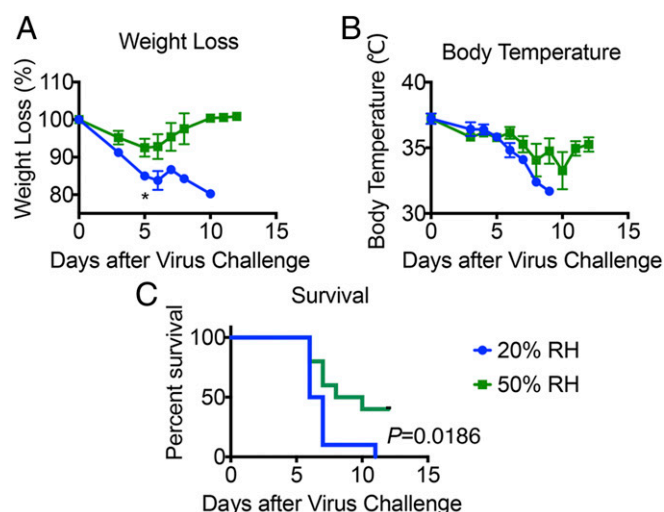 A
Weight Loss
Weight Loss (%)
110
100
90
80
*
0
5
10
15
Days after Virus Challenge
B
Body Temperature
Body Temperature (℃)
40
35
30
0
5
10
15
Days after Virus Challenge
C
Survival
Percent survival
100
50
0
0
5
10
15
P=0.0186
Days after Virus Challenge
20% RH
50% RH